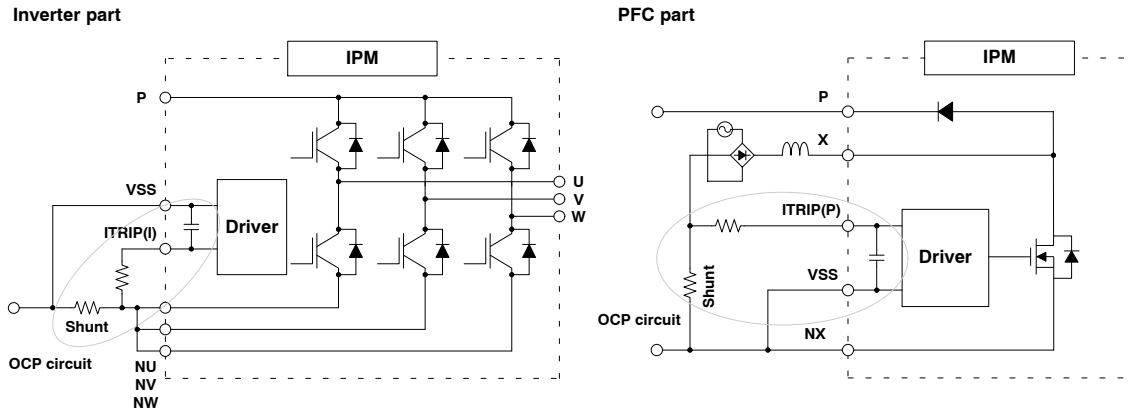 Inverter part
IPM
P
VSS
ITRIP(I)
Driver
U
V
W
Shunt
OCP circuit
NU
NV
NW
PFC part
IPM
P
X
ITRIP(P)
Driver
VSS
Shunt
OCP circuit
NX